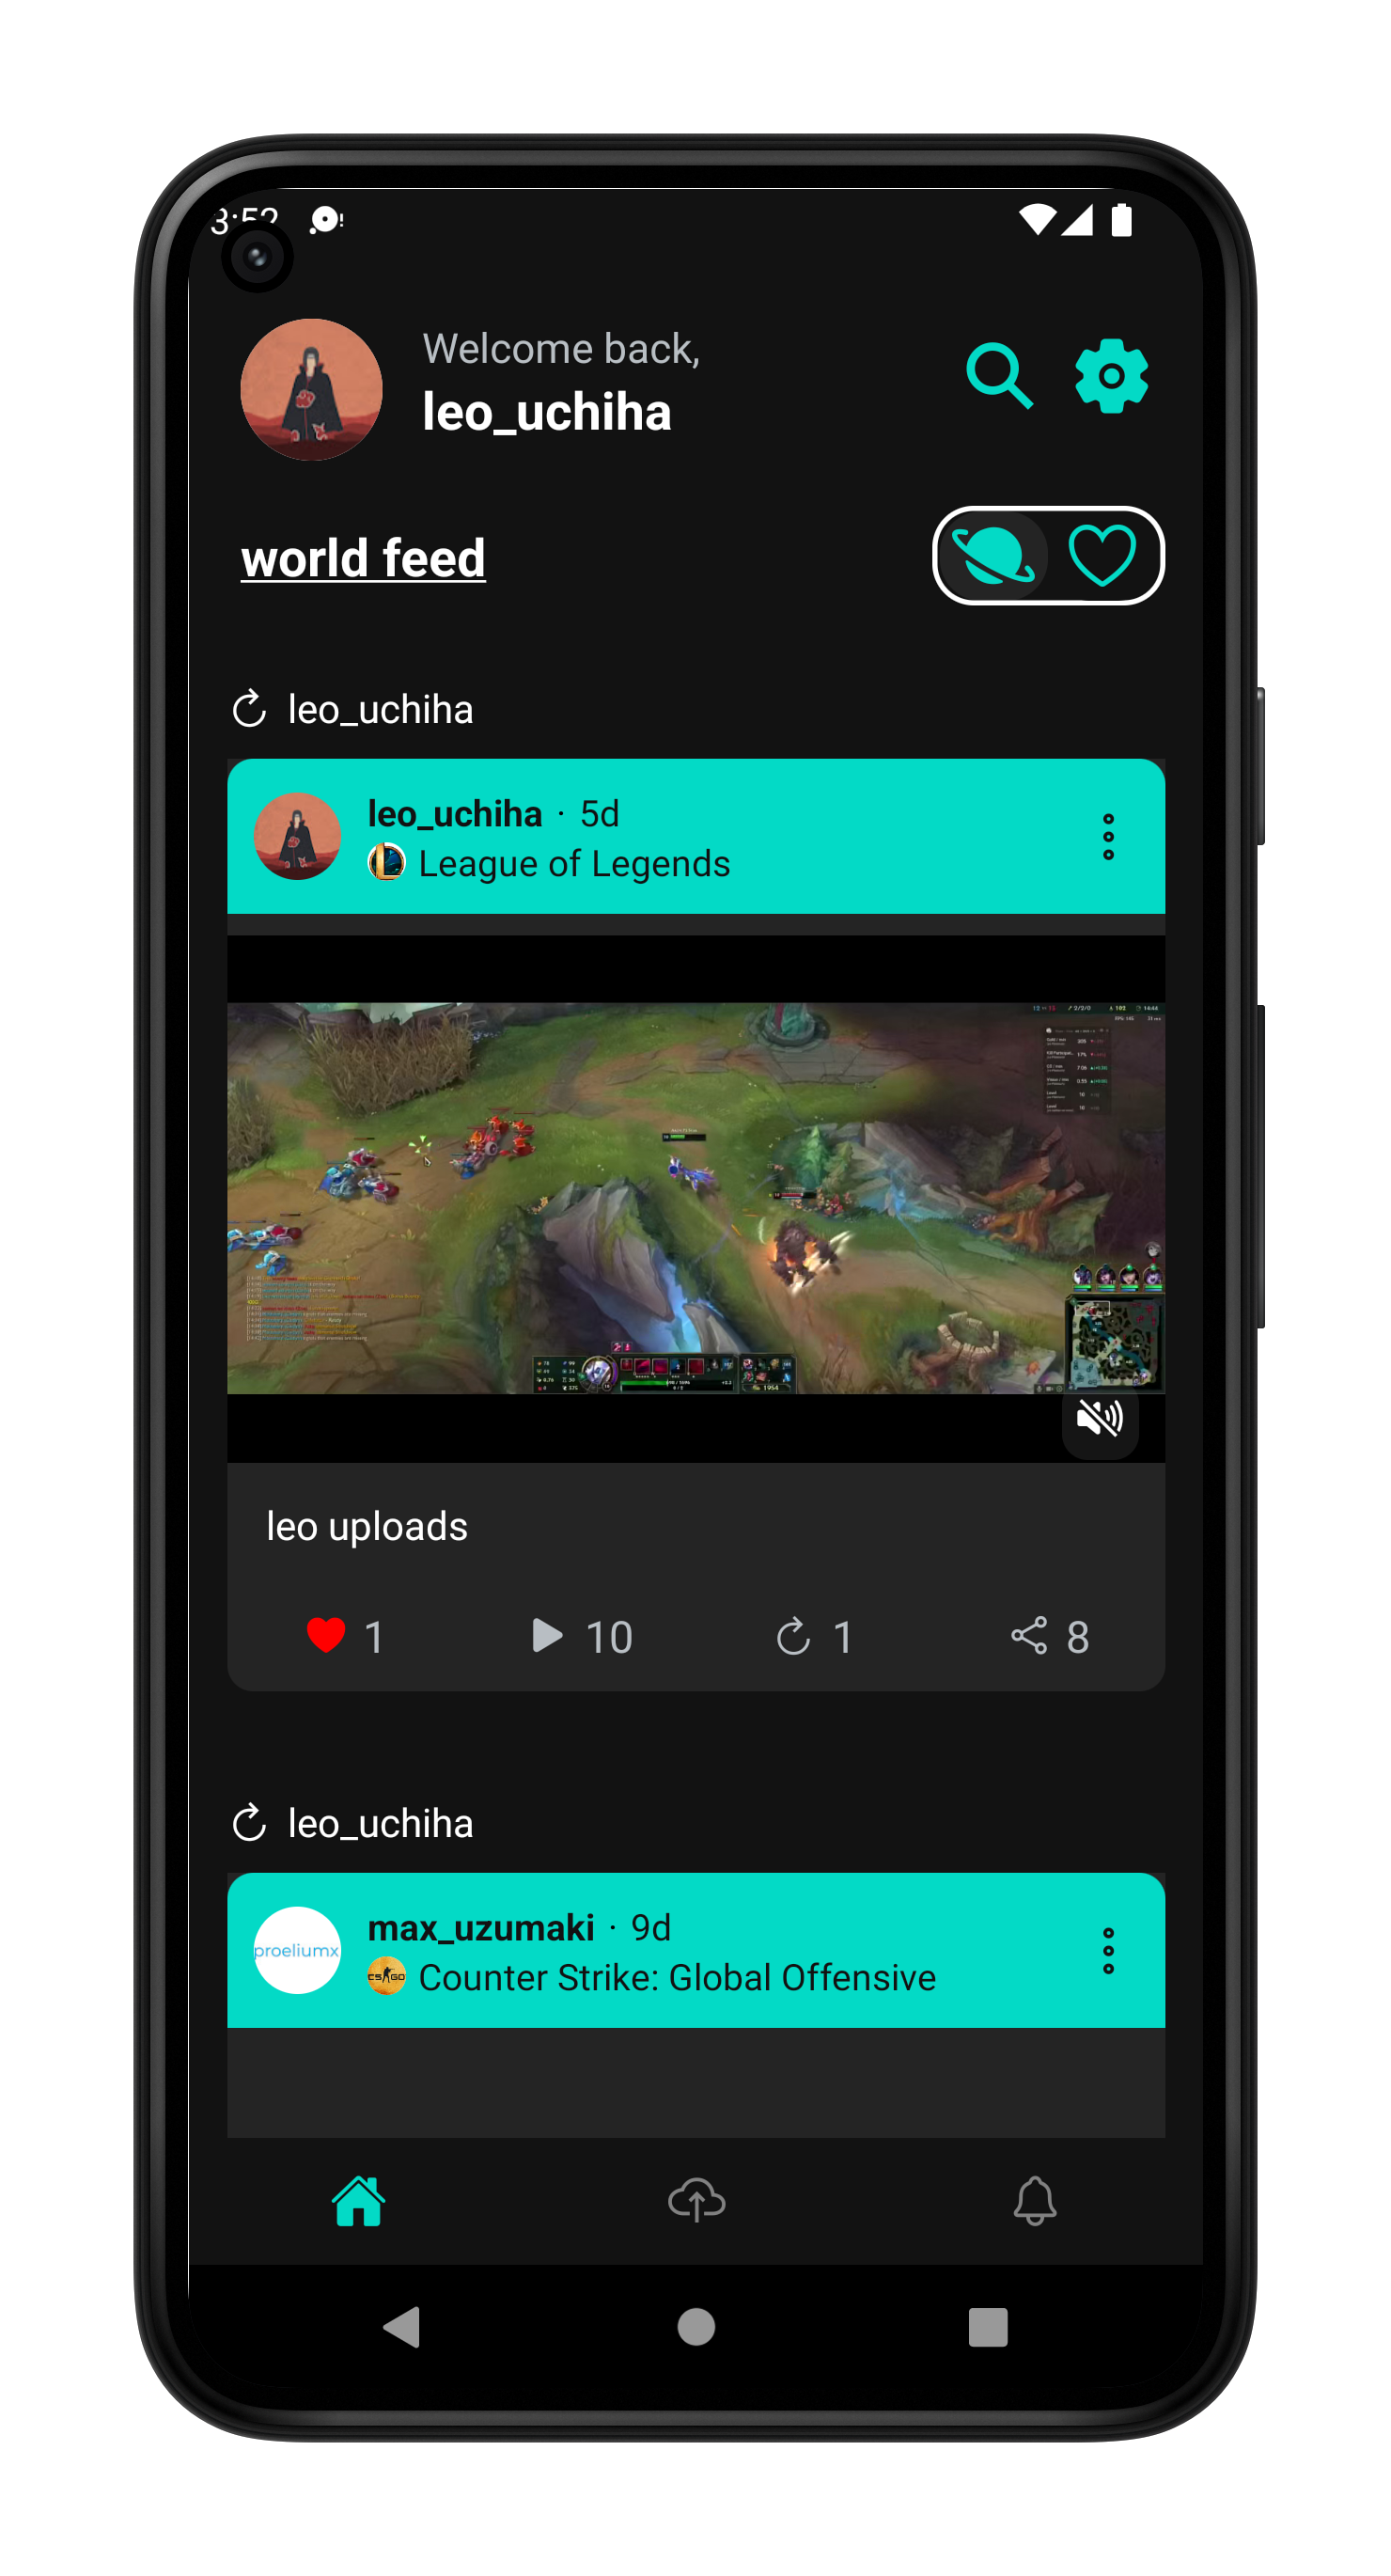 3:52
Welcome back,
leo_uchiha
world feed
leo_uchiha
leo_uchiha · 5d
League of Legends
leo uploads
1
10
1
8
leo_uchiha
max_uzumaki · 9d
proeliumx
CS GO
Counter Strike: Global Offensive